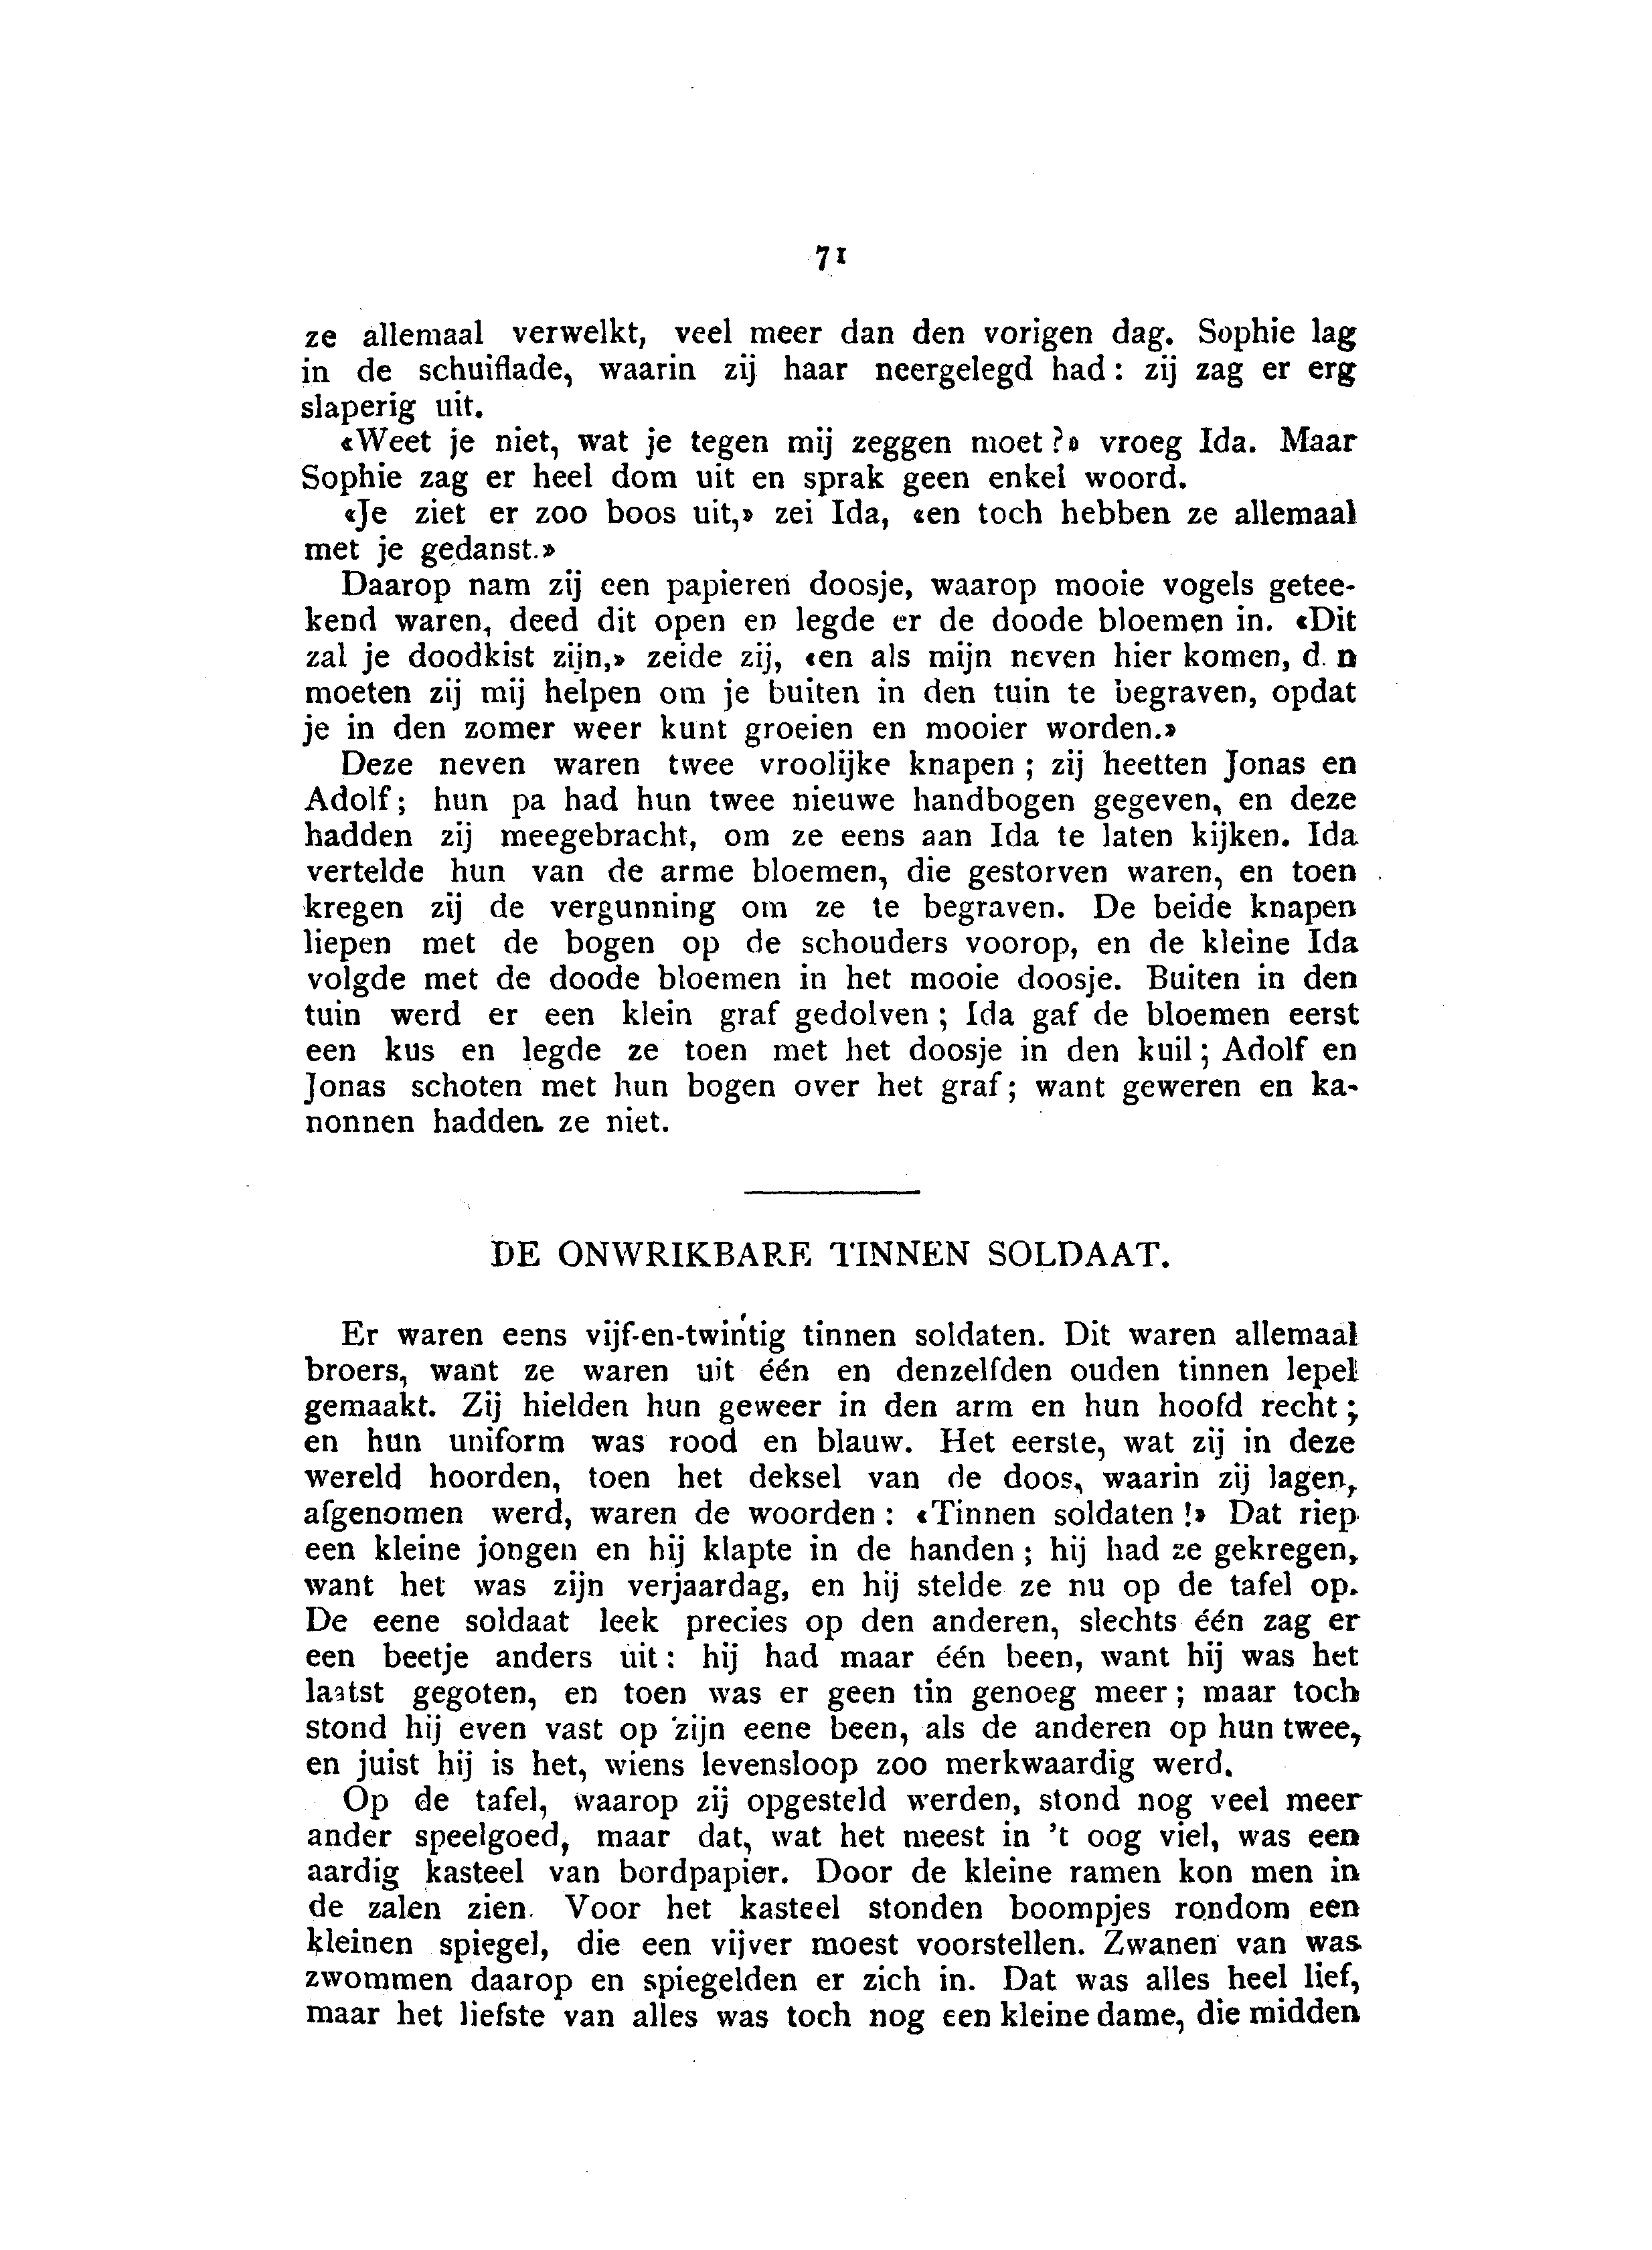 71
ze allemaal verwelkt, veel meer dan den vorigen dag. Sophie lag
in de schuiflade, waarin zij haar neergelegd had: zij zag er erg
slaperig uit.
«Weet je niet, wat je tegen mij zeggen moet?» vroeg Ida. Maar
Sophie zag er heel dom uit en sprak geen enkel woord.
«Je ziet er zoo boos uit,» zei Ida, «en toch hebben ze allemaal
met je gedanst.»
Daarop nam zij een papieren doosje, waarop mooie vogels getee-
kend waren, deed dit open en legde er de doode bloemen in. «Dit
zal je doodkist zijn,» zeide zij, «en als mijn neven hier komen, d n
moeten zij mij helpen om je buiten in den tuin te begraven, opdat
je in den zomer weer kunt groeien en mooier worden.»
Deze neven waren twee vroolijke knapen; zij heetten Jonas en
Adolf; hun pa had hun twee nieuwe handbogen gegeven, en deze
hadden zij meegebracht, om ze eens aan Ida te laten kijken. Ida
vertelde hun van de arme bloemen, die gestorven waren, en toen
kregen zij de vergunning om ze te begraven. De beide knapen
liepen met de bogen op de schouders voorop, en de kleine Ida
volgde met de doode bloemen in het mooie doosje. Buiten in den
tuin werd er een klein graf gedolven; Ida gaf de bloemen eerst
een kus en legde ze toen met het doosje in den kuil; Adolf en
Jonas schoten met hun bogen over het graf; want geweren en ka-
nonnen hadden ze niet.
DE ONWRIKBARE TINNEN SOLDAAT.
Er waren eens vijf-en-twintig tinnen soldaten. Dit waren allemaal
broers, want ze waren uit één en denzelfden ouden tinnen lepel
gemaakt. Zij hielden hun geweer in den arm en hun hoofd recht;
en hun uniform was rood en blauw. Het eerste, wat zij in deze
wereld hoorden, toen het deksel van de doos, waarin zij lagen,
afgenomen werd, waren de woorden: «Tinnen soldaten!» Dat riep
een kleine jongen en hij klapte in de handen; hij had ze gekregen,
want het was zijn verjaardag, en hij stelde ze nu op de tafel op.
De eene soldaat leek precies op den anderen, slechts één zag er
een beetje anders uit: hij had maar één been, want hij was het
laatst gegoten, en toen was er geen tin genoeg meer; maar toch
stond hij even vast op zijn eene been, als de anderen op hun twee,
en juist hij is het, wiens levensloop zoo merkwaardig werd.
Op de tafel, waarop zij opgesteld werden, stond nog veel meer
ander speelgoed, maar dat, wat het meest in 't oog viel, was een
aardig kasteel van bordpapier. Door de kleine ramen kon men in
de zalen zien. Voor het kasteel stonden boompjes rondom een
kleinen spiegel, die een vijver moest voorstellen. Zwanen van was
zwommen daarop en spiegelden er zich in. Dat was alles heel lief,
maar het liefste van alles was toch nog een kleine dame, die midden